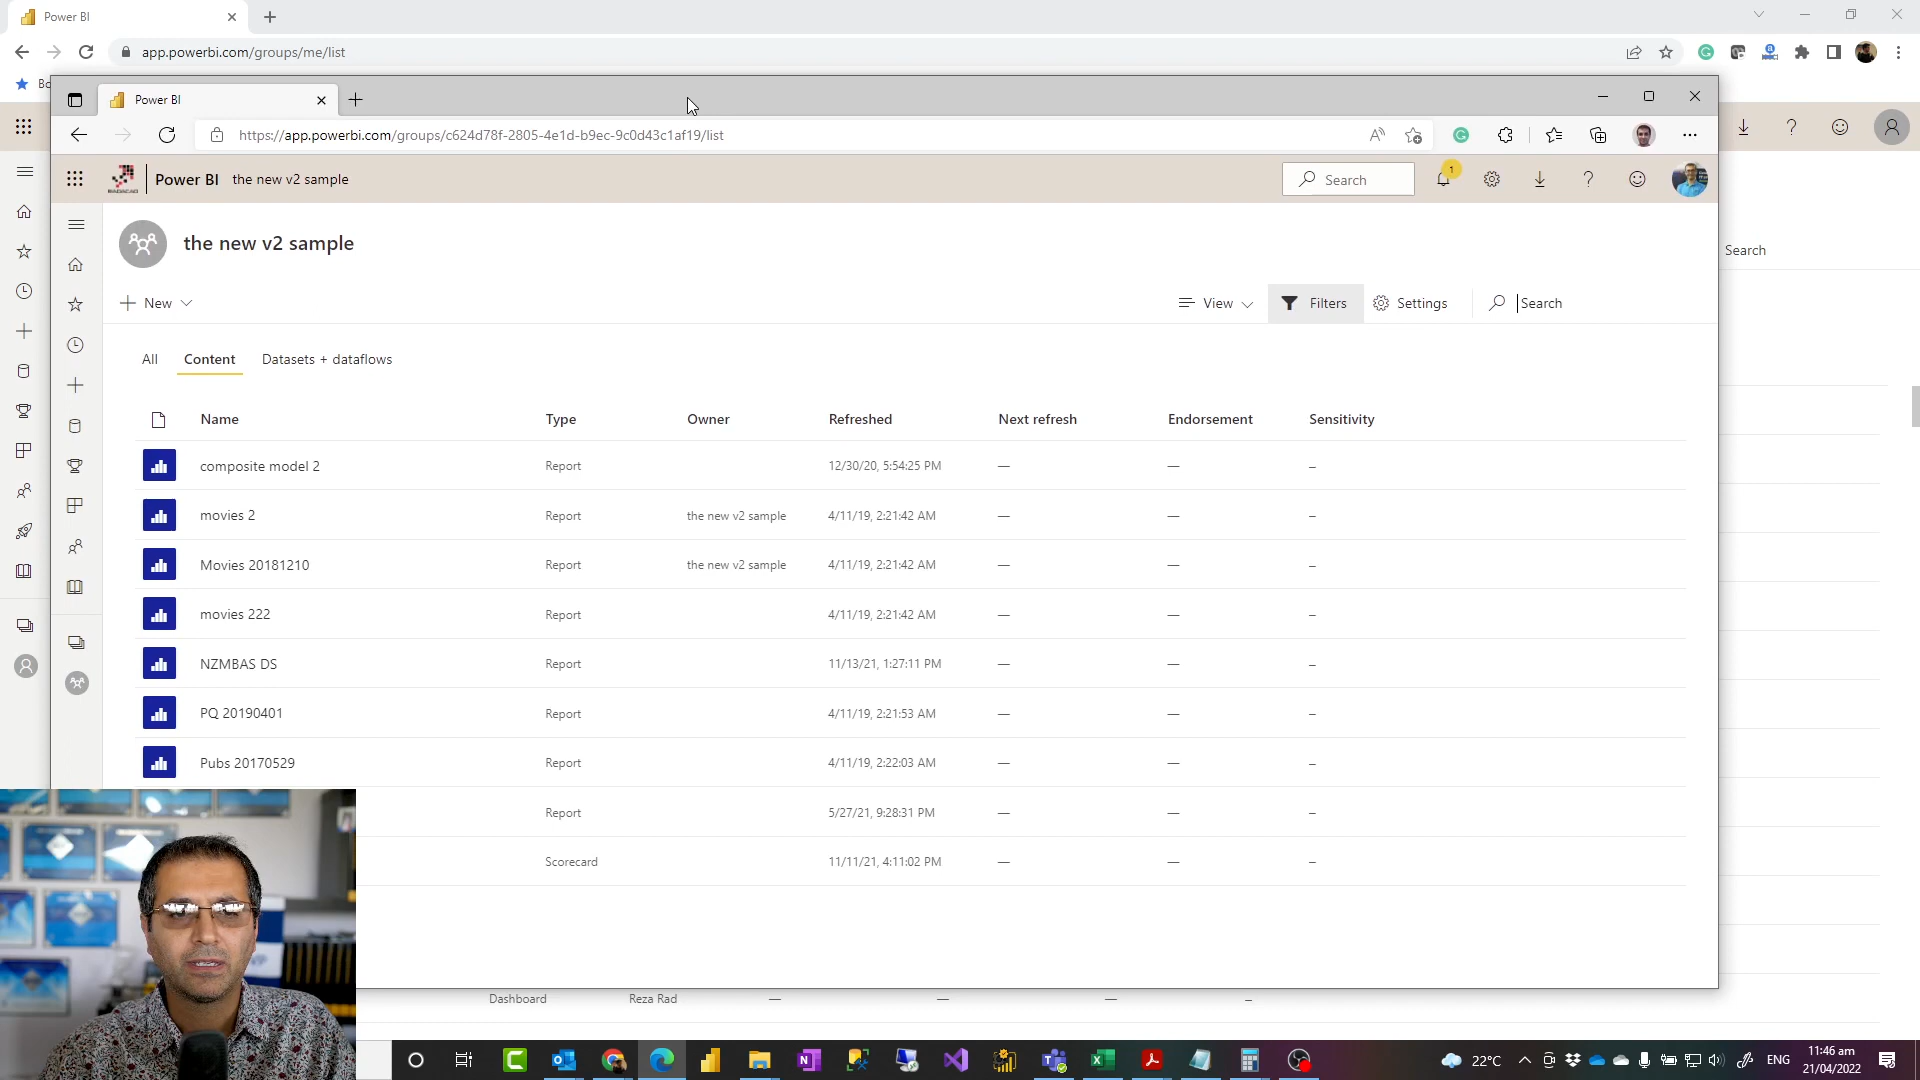 Power BI
app.powerbi.com/groups/me/list
Bo
Power BI
https://app.powerbi.com/groups/c624d78f-2805-4e1d-b9ec-9c0d43c1af19/list
RADACAD
Power BI the new v2 sample
Search
1
the new v2 sample
Search
New
View
Filters
Settings
Search
All
Content
Datasets + dataflows
Name Type Owner Refreshed Next refresh Endorsement Sensitivity
composite model 2 Report 12/30/20, 5:54:25 PM — — –
movies 2 Report the new v2 sample 4/11/19, 2:21:42 AM — — –
Movies 20181210 Report the new v2 sample 4/11/19, 2:21:42 AM — — –
movies 222 Report 4/11/19, 2:21:42 AM — — –
NZMBAS DS Report 11/13/21, 1:27:11 PM — — –
PQ 20190401 Report 4/11/19, 2:21:53 AM — — –
Pubs 20170529 Report 4/11/19, 2:22:03 AM — — –
Report 5/27/21, 9:28:31 PM — — –
Scorecard 11/11/21, 4:11:02 PM — — –
Dashboard Reza Rad — — — –
22°C
ENG
11:46 am
21/04/2022